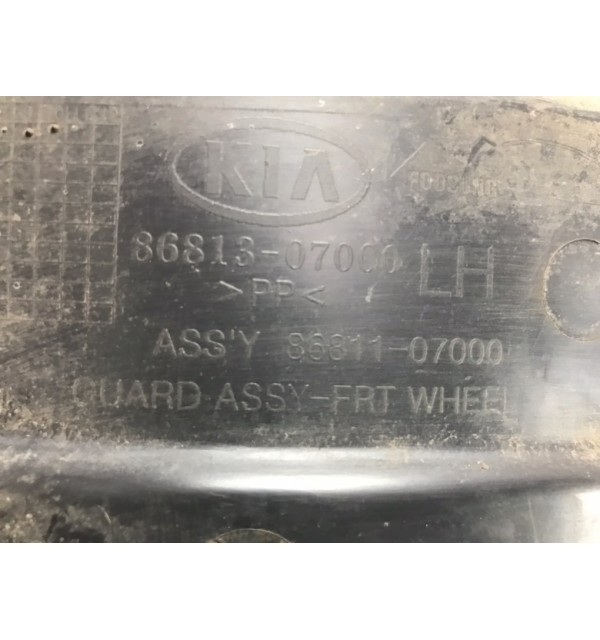 KIA
86813-07000 LH
>PP<
ASS'Y 86811-07000
GUARD ASSY-FRT WHEEL